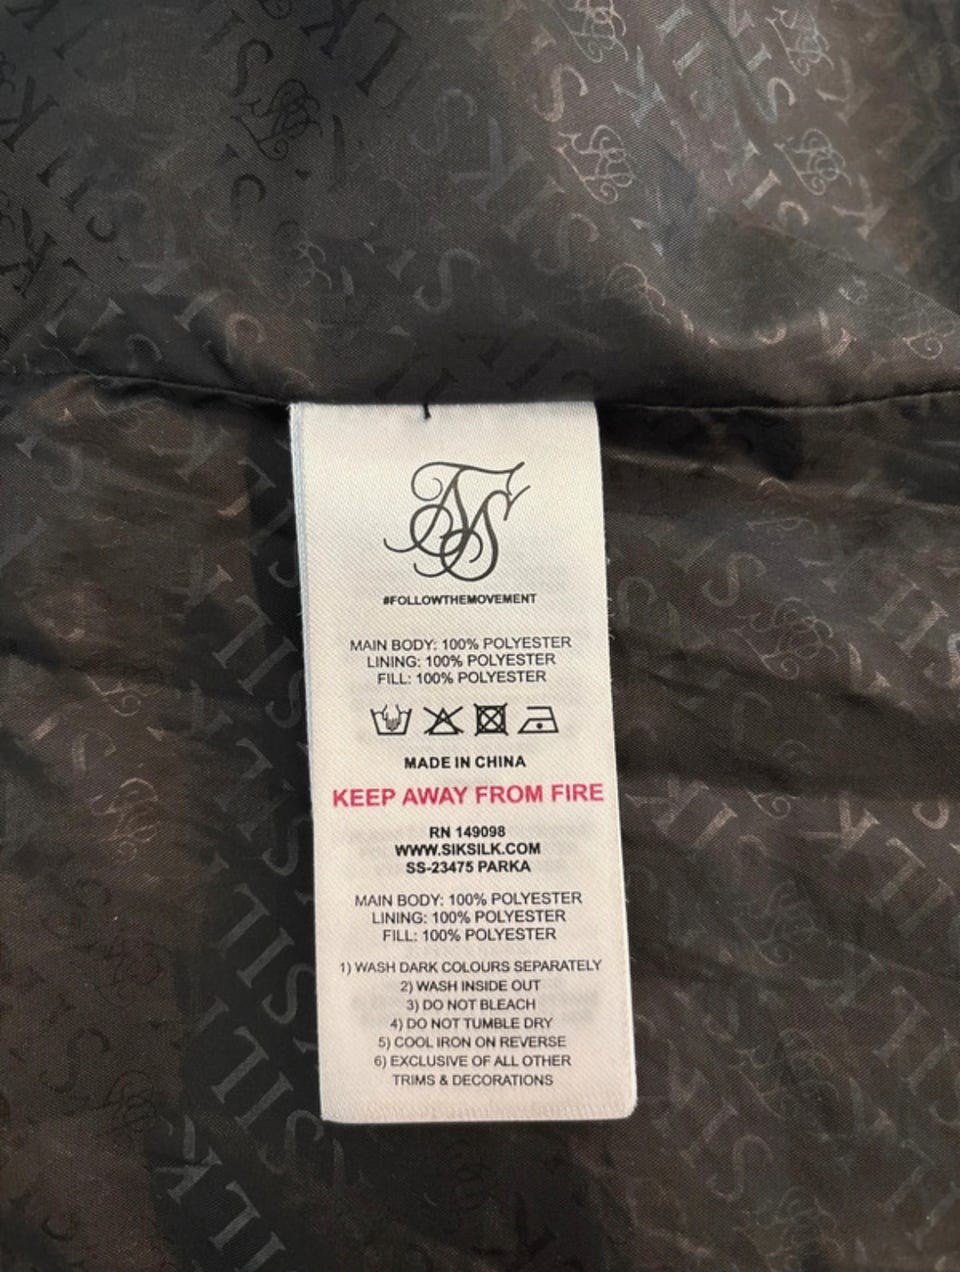 #FOLLOWTHEMOVEMENT
MAIN BODY: 100% POLYESTER
LINING: 100% POLYESTER
FILL: 100% POLYESTER
MADE IN CHINA
KEEP AWAY FROM FIRE
RN 149098
WWW.SIKSILK.COM
SS-23475 PARKA
MAIN BODY: 100% POLYESTER
LINING: 100% POLYESTER
FILL: 100% POLYESTER
1) WASH DARK COLOURS SEPARATELY
2) WASH INSIDE OUT
3) DO NOT BLEACH
4) DO NOT TUMBLE DRY
5) COOL IRON ON REVERSE
6) EXCLUSIVE OF ALL OTHER
TRIMS & DECORATIONS